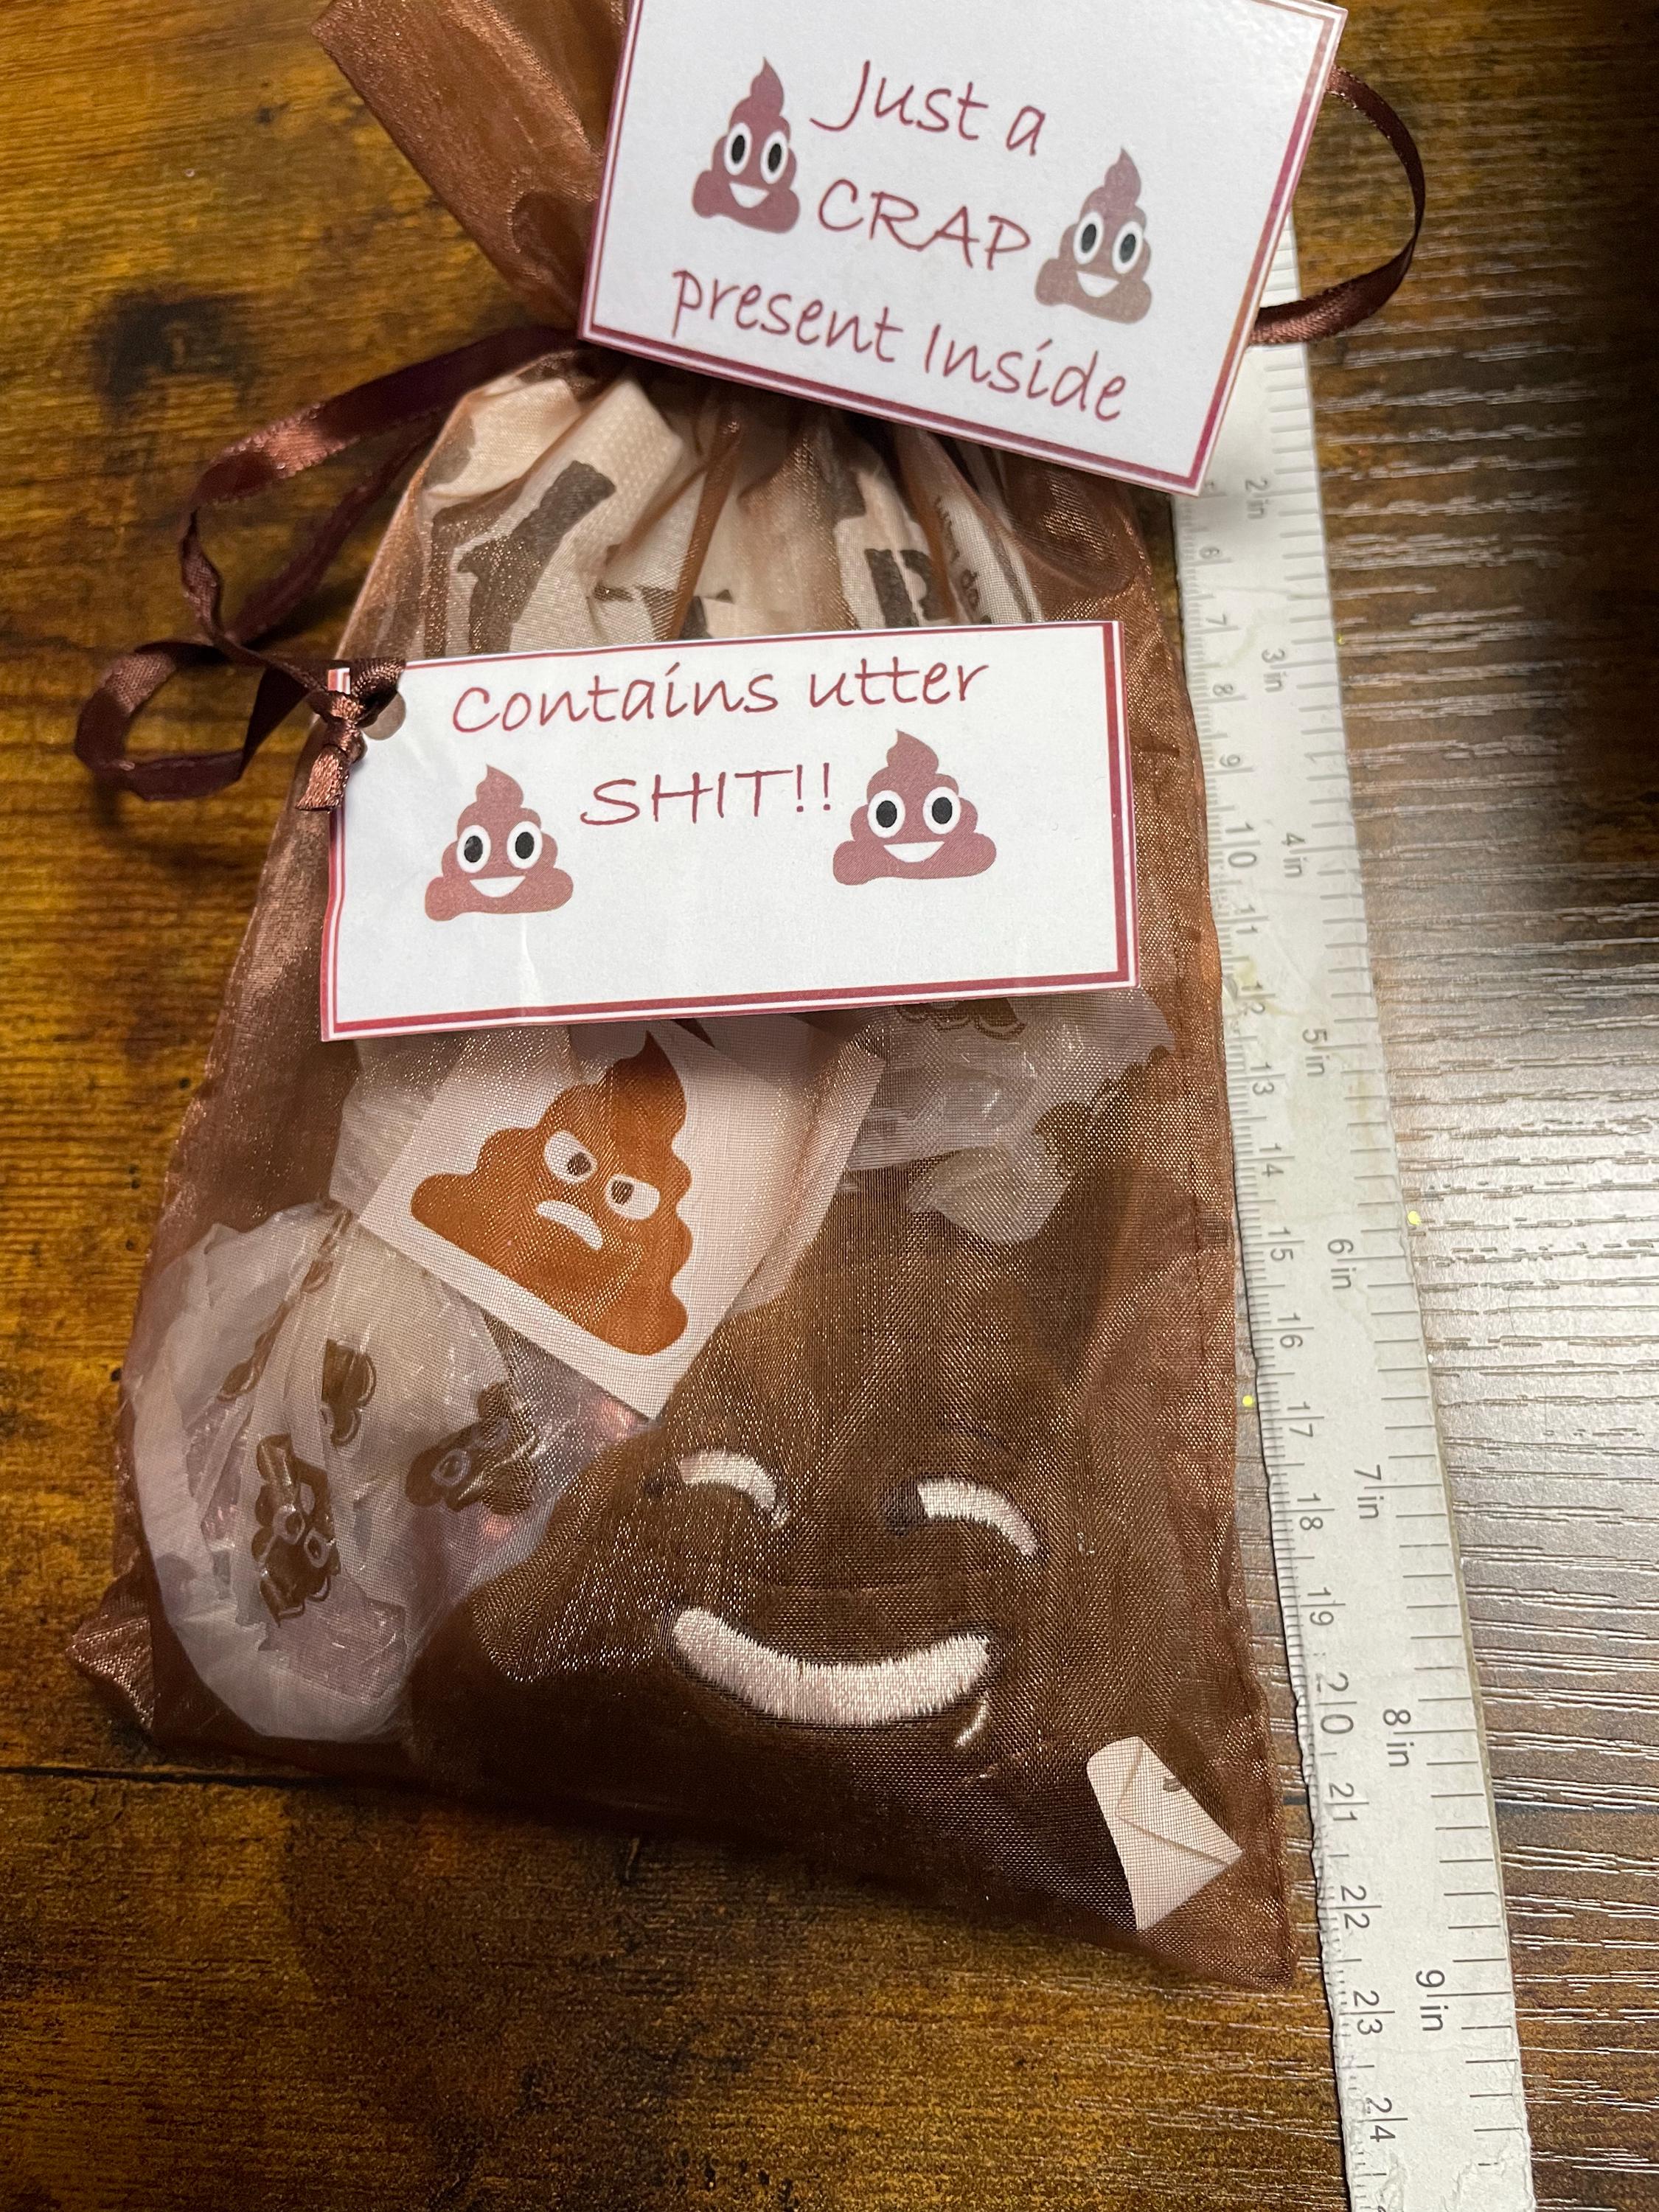 Just a
CRAP
present Inside
Contains utter
SHIT!!
2in
6
7
3in
8
9
4in
10
11
12
5in
13
14
6in
15
16
17
7in
18
19
20
8in
21
22
9in
23
24